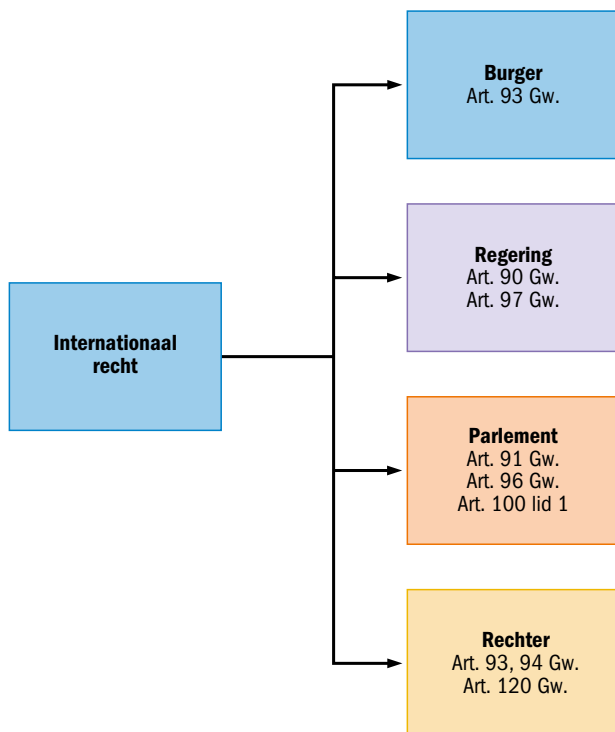 Burger
Art. 93 Gw.
Regering
Art. 90 Gw.
Art. 97 Gw.
Internationaal
recht
Parlement
Art. 91 Gw.
Art. 96 Gw.
Art. 100 lid 1
Rechter
Art. 93, 94 Gw.
Art. 120 Gw.